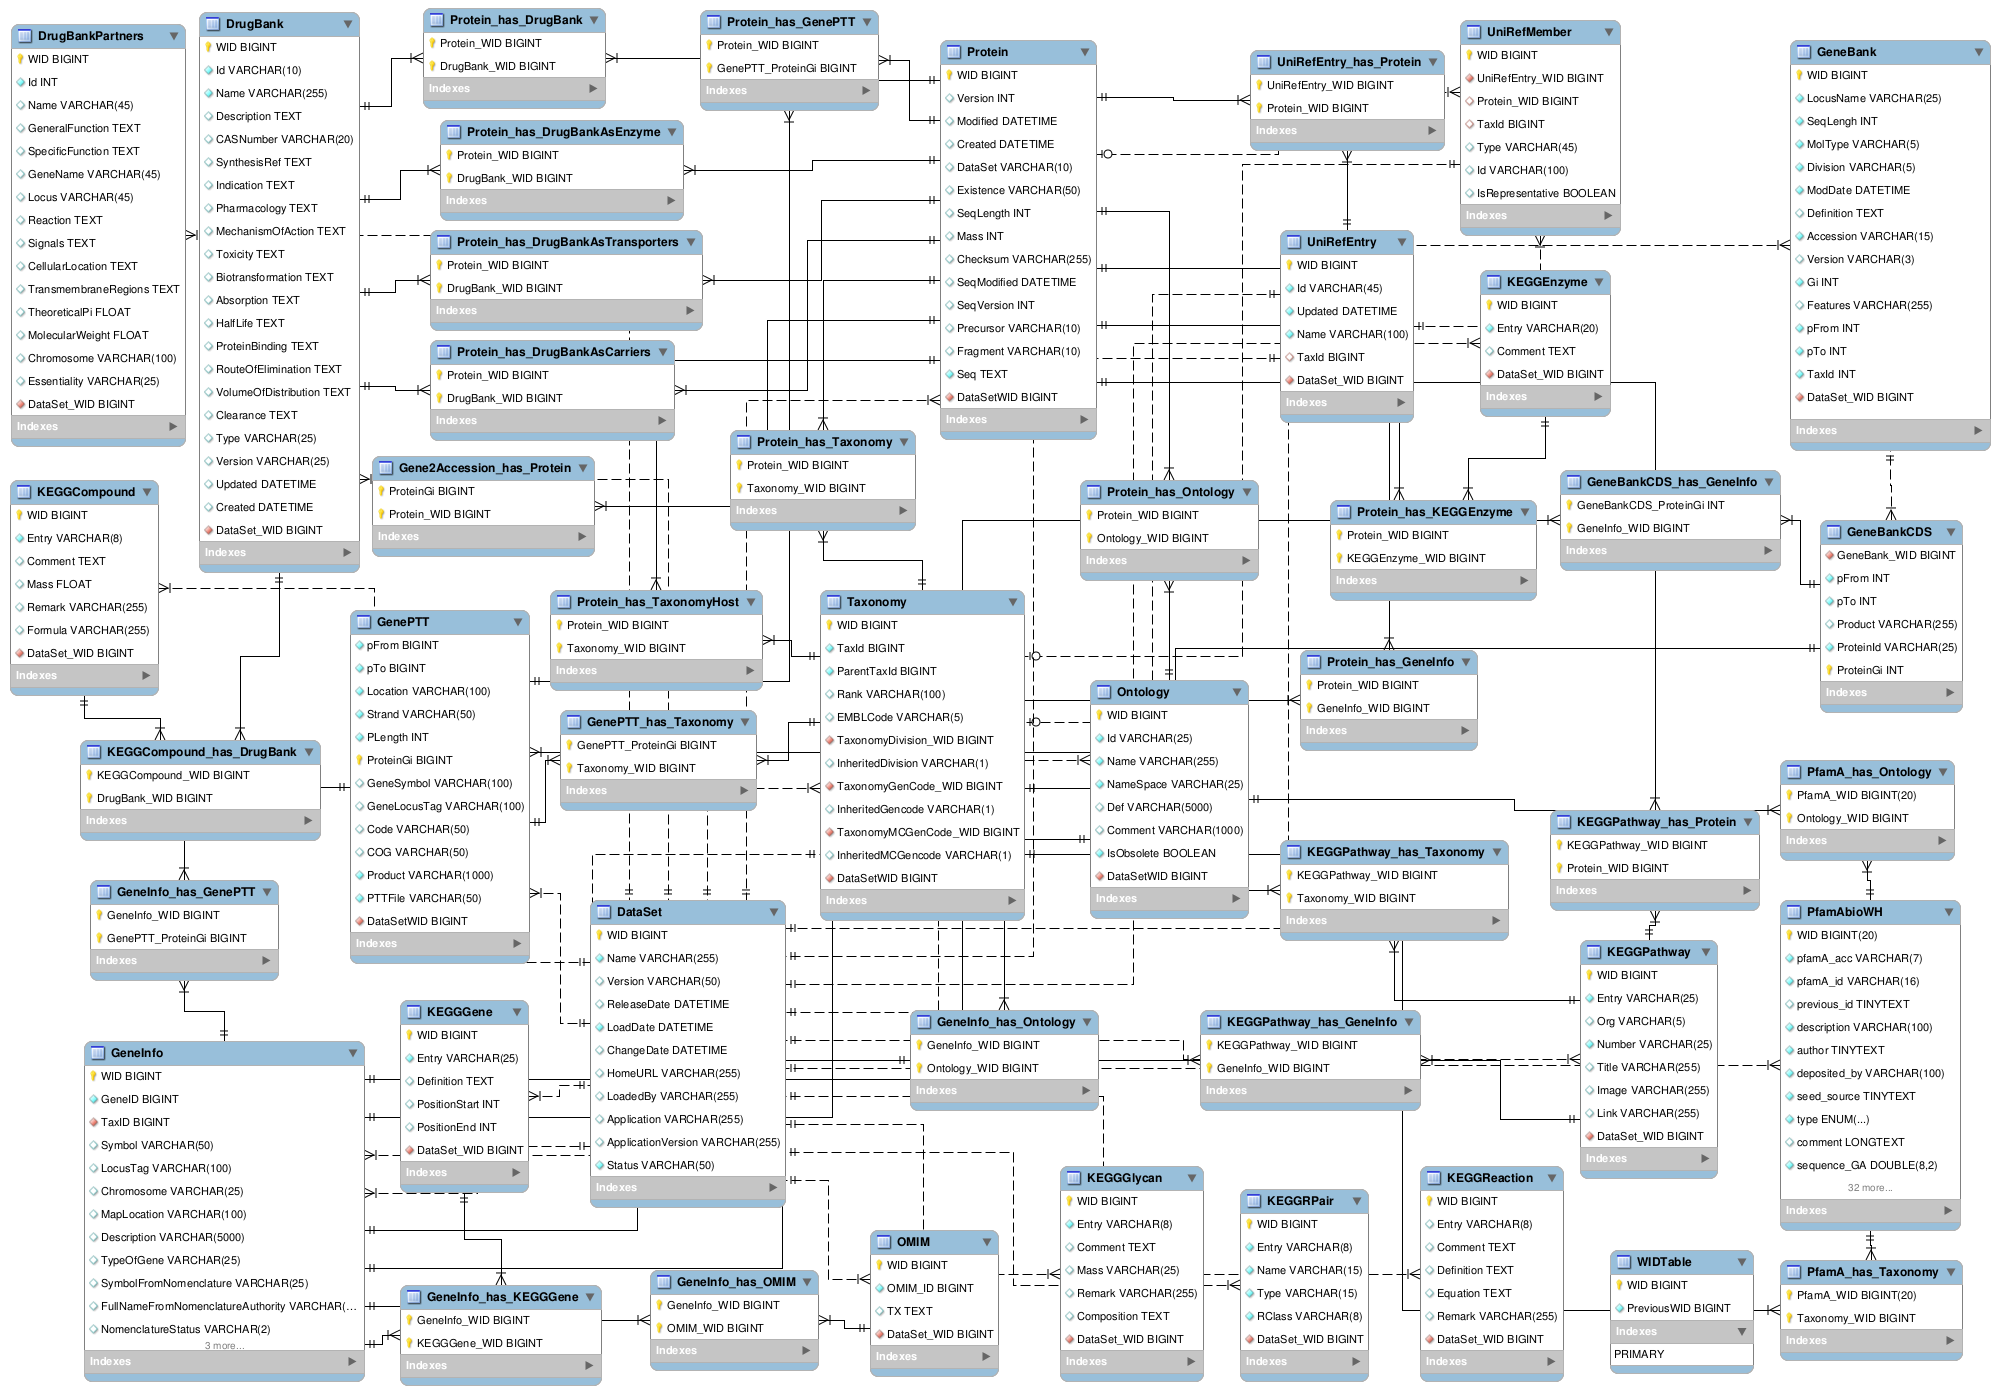 DrugBankPartners
WID BIGINT
Id INT
Name VARCHAR(45)
GeneralFunction TEXT
SpecificFunction TEXT
GeneName VARCHAR(45)
Locus VARCHAR(45)
Reaction TEXT
Signals TEXT
CellularLocation TEXT
TransmembraneRegions TEXT
TheoreticalPi FLOAT
MolecularWeight FLOAT
Chromosome VARCHAR(100)
Essentiality VARCHAR(25)
DataSet_WID BIGINT
Indexes
DrugBank
WID BIGINT
Id VARCHAR(10)
Name VARCHAR(255)
Description TEXT
CASNumber VARCHAR(20)
SynthesisRef TEXT
Indication TEXT
Pharmacology TEXT
MechanismOfAction TEXT
Toxicity TEXT
Biotransformation TEXT
Absorption TEXT
HalfLife TEXT
ProteinBinding TEXT
RouteOfElimination TEXT
VolumeOfDistribution TEXT
Clearance TEXT
Type VARCHAR(25)
Version VARCHAR(25)
Updated DATETIME
Created DATETIME
DataSet_WID BIGINT
Indexes
Protein_has_DrugBank
Protein_WID BIGINT
DrugBank_WID BIGINT
Indexes
Protein_has_GenePTT
Protein_WID BIGINT
GenePTT_ProteinGi BIGINT
Indexes
Protein_has_DrugBankAsEnzyme
Protein_WID BIGINT
DrugBank_WID BIGINT
Indexes
Protein_has_DrugBankAsTransporters
Protein_WID BIGINT
DrugBank_WID BIGINT
Indexes
Protein_has_DrugBankAsCarriers
Protein_WID BIGINT
DrugBank_WID BIGINT
Indexes
Protein
WID BIGINT
Version INT
Modified DATETIME
Created DATETIME
DataSet VARCHAR(10)
Existence VARCHAR(50)
SeqLength INT
Mass INT
Checksum VARCHAR(255)
SeqModified DATETIME
SeqVersion INT
Precursor VARCHAR(10)
Fragment VARCHAR(10)
Seq TEXT
DataSetWID BIGINT
Indexes
UniRefEntry_has_Protein
UniRefEntry_WID BIGINT
Protein_WID BIGINT
Indexes
UniRefMember
WID BIGINT
UniRefEntry_WID BIGINT
Protein_WID BIGINT
TaxId BIGINT
Type VARCHAR(45)
Id VARCHAR(100)
IsRepresentative BOOLEAN
Indexes
GeneBank
WID BIGINT
LocusName VARCHAR(25)
SeqLengh INT
MolType VARCHAR(5)
Division VARCHAR(5)
ModDate DATETIME
Definition TEXT
Accession VARCHAR(15)
Version VARCHAR(3)
Gi INT
Features VARCHAR(255)
pFrom INT
pTo INT
TaxId INT
DataSet_WID BIGINT
Indexes
UniRefEntry
WID BIGINT
Id VARCHAR(45)
Updated DATETIME
Name VARCHAR(100)
TaxId BIGINT
DataSet_WID BIGINT
Indexes
KEGGEnzyme
WID BIGINT
Entry VARCHAR(20)
Comment TEXT
DataSet_WID BIGINT
Indexes
KEGGCompound
WID BIGINT
Entry VARCHAR(8)
Comment TEXT
Mass FLOAT
Remark VARCHAR(255)
Formula VARCHAR(255)
DataSet_WID BIGINT
Indexes
Gene2Accession_has_Protein
ProteinGi BIGINT
Protein_WID BIGINT
Indexes
Protein_has_Taxonomy
Protein_WID BIGINT
Taxonomy_WID BIGINT
Indexes
Protein_has_Ontology
Protein_WID BIGINT
Ontology_WID BIGINT
Indexes
Protein_has_KEGGEnzyme
Protein_WID BIGINT
KEGGEnzyme_WID BIGINT
Indexes
GeneBankCDS_has_GeneInfo
GeneBankCDS_ProteinGi INT
GeneInfo_WID BIGINT
Indexes
GeneBankCDS
GeneBank_WID BIGINT
pFrom INT
pTo INT
Product VARCHAR(255)
ProteinId VARCHAR(25)
ProteinGi INT
Indexes
GenePTT
pFrom BIGINT
pTo BIGINT
Location VARCHAR(100)
Strand VARCHAR(50)
PLength INT
ProteinGi BIGINT
GeneSymbol VARCHAR(100)
GeneLocusTag VARCHAR(100)
Code VARCHAR(50)
COG VARCHAR(50)
Product VARCHAR(1000)
PTTFile VARCHAR(50)
DataSetWID BIGINT
Indexes
Protein_has_TaxonomyHost
Protein_WID BIGINT
Taxonomy_WID BIGINT
Indexes
GenePTT_has_Taxonomy
GenePTT_ProteinGi BIGINT
Taxonomy_WID BIGINT
Indexes
Taxonomy
WID BIGINT
TaxId BIGINT
ParentTaxId BIGINT
Rank VARCHAR(100)
EMBLCode VARCHAR(5)
TaxonomyDivision_WID BIGINT
InheritedDivision VARCHAR(1)
TaxonomyGenCode_WID BIGINT
InheritedGencode VARCHAR(1)
TaxonomyMCGenCode_WID BIGINT
InheritedMCGencode VARCHAR(1)
DataSetWID BIGINT
Indexes
Ontology
WID BIGINT
Id VARCHAR(25)
Name VARCHAR(255)
NameSpace VARCHAR(25)
Def VARCHAR(5000)
Comment VARCHAR(1000)
IsObsolete BOOLEAN
DataSetWID BIGINT
Indexes
Protein_has_GeneInfo
Protein_WID BIGINT
GeneInfo_WID BIGINT
Indexes
KEGGCompound_has_DrugBank
KEGGCompound_WID BIGINT
DrugBank_WID BIGINT
Indexes
GeneInfo_has_GenePTT
GeneInfo_WID BIGINT
GenePTT_ProteinGi BIGINT
Indexes
KEGGPathway_has_Taxonomy
KEGGPathway_WID BIGINT
Taxonomy_WID BIGINT
Indexes
KEGGPathway_has_Protein
KEGGPathway_WID BIGINT
Protein_WID BIGINT
Indexes
PfamA_has_Ontology
PfamA_WID BIGINT(20)
Ontology_WID BIGINT
Indexes
DataSet
WID BIGINT
Name VARCHAR(255)
Version VARCHAR(50)
ReleaseDate DATETIME
LoadDate DATETIME
ChangeDate DATETIME
HomeURL VARCHAR(255)
LoadedBy VARCHAR(255)
Application VARCHAR(255)
ApplicationVersion VARCHAR(255)
Status VARCHAR(50)
Indexes
PfamAbioWH
WID BIGINT(20)
pfamA_acc VARCHAR(7)
pfamA_id VARCHAR(16)
previous_id TINYTEXT
description VARCHAR(100)
author TINYTEXT
deposited_by VARCHAR(100)
seed_source TINYTEXT
type ENUM(...)
comment LONGTEXT
sequence_GA DOUBLE(8,2)
32 more...
Indexes
KEGGPathway
WID BIGINT
Entry VARCHAR(25)
Org VARCHAR(5)
Number VARCHAR(25)
Title VARCHAR(255)
Image VARCHAR(255)
Link VARCHAR(255)
DataSet_WID BIGINT
Indexes
KEGGGene
WID BIGINT
Entry VARCHAR(25)
Definition TEXT
PositionStart INT
PositionEnd INT
DataSet_WID BIGINT
Indexes
GeneInfo_has_Ontology
GeneInfo_WID BIGINT
Ontology_WID BIGINT
Indexes
KEGGPathway_has_GeneInfo
KEGGPathway_WID BIGINT
GeneInfo_WID BIGINT
Indexes
GeneInfo
WID BIGINT
GeneID BIGINT
TaxID BIGINT
Symbol VARCHAR(50)
LocusTag VARCHAR(100)
Chromosome VARCHAR(25)
MapLocation VARCHAR(100)
Description VARCHAR(5000)
TypeOfGene VARCHAR(25)
SymbolFromNomenclature VARCHAR(25)
FullNameFromNomenclatureAuthority VARCHAR(...
NomenclatureStatus VARCHAR(2)
3 more...
Indexes
GeneInfo_has_KEGGGene
GeneInfo_WID BIGINT
KEGGGene_WID BIGINT
Indexes
GeneInfo_has_OMIM
GeneInfo_WID BIGINT
OMIM_WID BIGINT
Indexes
OMIM
WID BIGINT
OMIM_ID BIGINT
TX TEXT
DataSet_WID BIGINT
Indexes
KEGGGlycan
WID BIGINT
Entry VARCHAR(8)
Comment TEXT
Mass VARCHAR(25)
Remark VARCHAR(255)
Composition TEXT
DataSet_WID BIGINT
Indexes
KEGGRPair
WID BIGINT
Entry VARCHAR(8)
Name VARCHAR(15)
Type VARCHAR(15)
RClass VARCHAR(8)
DataSet_WID BIGINT
Indexes
KEGGReaction
WID BIGINT
Entry VARCHAR(8)
Comment TEXT
Definition TEXT
Equation TEXT
Remark VARCHAR(255)
DataSet_WID BIGINT
Indexes
WIDTable
WID BIGINT
PreviousWID BIGINT
Indexes
PRIMARY
PfamA_has_Taxonomy
PfamA_WID BIGINT(20)
Taxonomy_WID BIGINT
Indexes